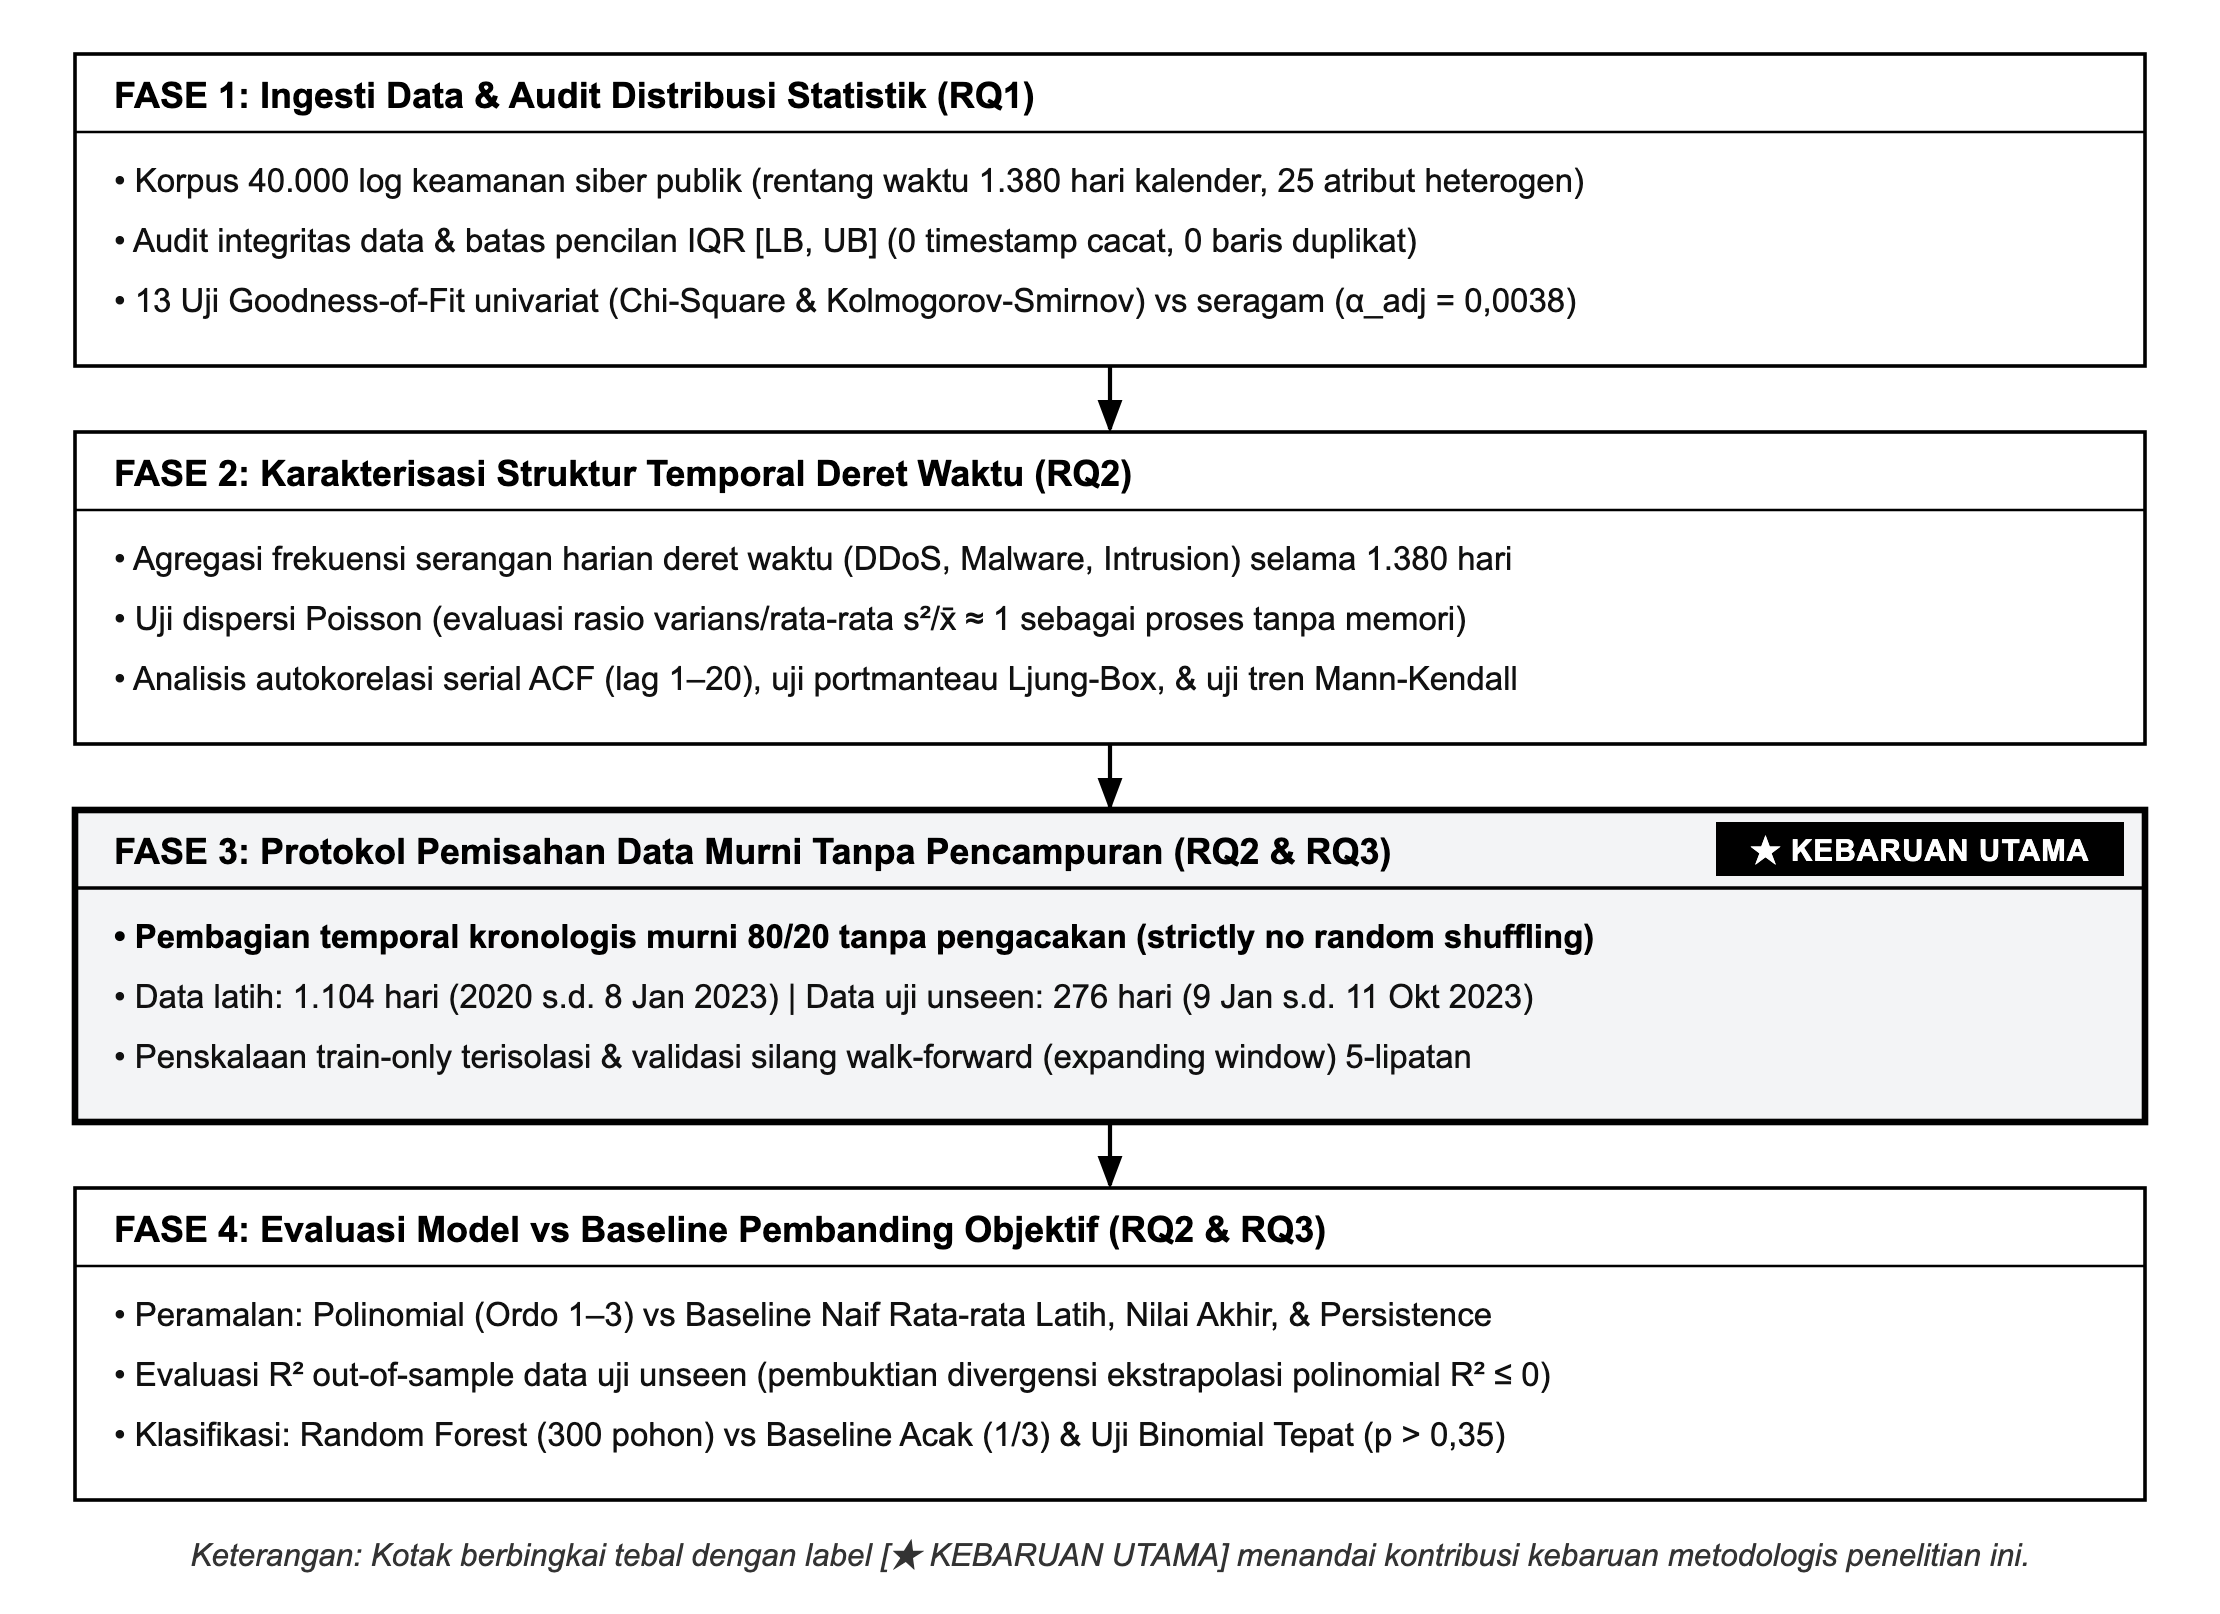 FASE 1: Ingesti Data & Audit Distribusi Statistik (RQ1)
• Korpus 40.000 log keamanan siber publik (rentang waktu 1.380 hari kalender, 25 atribut heterogen)
• Audit integritas data & batas pencilan IQR [LB, UB] (0 timestamp cacat, 0 baris duplikat)
• 13 Uji Goodness-of-Fit univariat (Chi-Square & Kolmogorov-Smirnov) vs seragam (α_adj = 0,0038)
FASE 2: Karakterisasi Struktur Temporal Deret Waktu (RQ2)
• Agregasi frekuensi serangan harian deret waktu (DDoS, Malware, Intrusion) selama 1.380 hari
• Uji dispersi Poisson (evaluasi rasio varians/rata-rata s²/x̄ ≈ 1 sebagai proses tanpa memori)
• Analisis autokorelasi serial ACF (lag 1–20), uji portmanteau Ljung-Box, & uji tren Mann-Kendall
FASE 3: Protokol Pemisahan Data Murni Tanpa Pencampuran (RQ2 & RQ3)
★ KEBARUAN UTAMA
• Pembagian temporal kronologis murni 80/20 tanpa pengacakan (strictly no random shuffling)
• Data latih: 1.104 hari (2020 s.d. 8 Jan 2023) | Data uji unseen: 276 hari (9 Jan s.d. 11 Okt 2023)
• Penskalaan train-only terisolasi & validasi silang walk-forward (expanding window) 5-lipatan
FASE 4: Evaluasi Model vs Baseline Pembanding Objektif (RQ2 & RQ3)
• Peramalan: Polinomial (Ordo 1–3) vs Baseline Naif Rata-rata Latih, Nilai Akhir, & Persistence
• Evaluasi R² out-of-sample data uji unseen (pembuktian divergensi ekstrapolasi polinomial R² ≤ 0)
• Klasifikasi: Random Forest (300 pohon) vs Baseline Acak (1/3) & Uji Binomial Tepat (p > 0,35)
Keterangan: Kotak berbingkai tebal dengan label [★ KEBARUAN UTAMA] menandai kontribusi kebaruan metodologis penelitian ini.